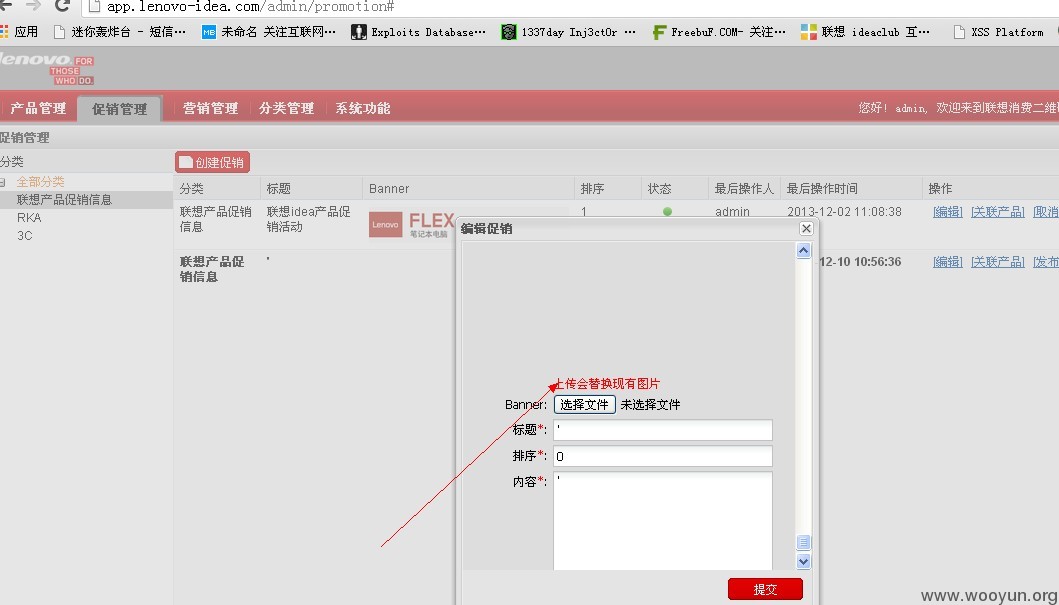 app.lenovo-idea.com/admin/promotion#
应用 迷你轰炸台 - 短信… 未命名 关注互联网… Exploits Database… 1337day Inj3ct0r … FreebuF.COM- 关注… 联想 ideaclub 互… XSS Platform
lenovo FOR THOSE WHO DO.
产品管理 促销管理 营销管理 分类管理 系统功能 您好! admin, 欢迎来到联想消费二维
促销管理
分类 创建促销
全部分类 分类 标题 Banner 排序 状态 最后操作人 最后操作时间 操作
联想产品促销信息
RKA
3C
联想产品促销信息 联想idea产品促销活动 Lenovo FLEX 笔记本电脑 1 admin 2013-12-02 11:08:38 [编辑] [关联产品] [取消
联想产品促销信息 ' 12-10 10:56:36 [编辑] [关联产品] [发布
编辑促销
上传会替换现有图片
Banner: 选择文件 未选择文件
标题*: '
排序*: 0
内容*: '
提交
www.wooyun.org